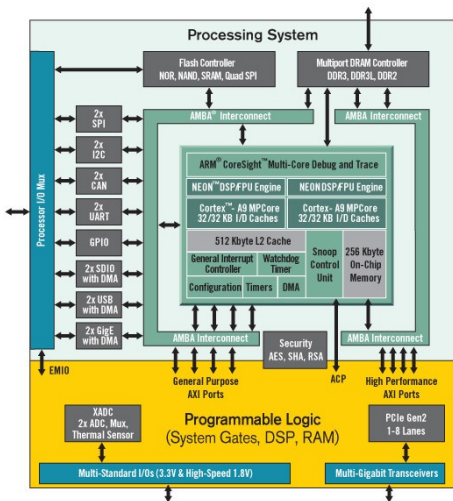 Processing System
Flash Controller
NOR, NAND, SRAM, Quad SPI
Multiport DRAM Controller
DDR3, DDR3L, DDR2
Processor I/O Mux
2x
SPI
2x
I2C
2x
CAN
2x
UART
GPIO
2x SDIO
with DMA
2x USB
with DMA
2x GigE
with DMA
EMIO
AMBA® Interconnect
AMBA Interconnect
ARM® CoreSight™ Multi-Core Debug and Trace
NEON™ DSP/FPU Engine
NEON DSP/FPU Engine
Cortex™- A9 MPCore
32/32 KB I/D Caches
Cortex- A9 MPCore
32/32 KB I/D Caches
512 Kbyte L2 Cache
General Interrupt
Controller
Watchdog
Timer
Configuration
Timers
DMA
Snoop
Control
Unit
256 Kbyte
On-Chip
Memory
AMBA Interconnect
AMBA Interconnect
Security
AES, SHA, RSA
General Purpose
AXI Ports
ACP
High Performance
AXI Ports
XADC
2x ADC, Mux,
Thermal Sensor
Programmable Logic
(System Gates, DSP, RAM)
PCIe Gen2
1-8 Lanes
Multi-Standard I/Os (3.3V & High-Speed 1.8V)
Multi-Gigabit Transceivers